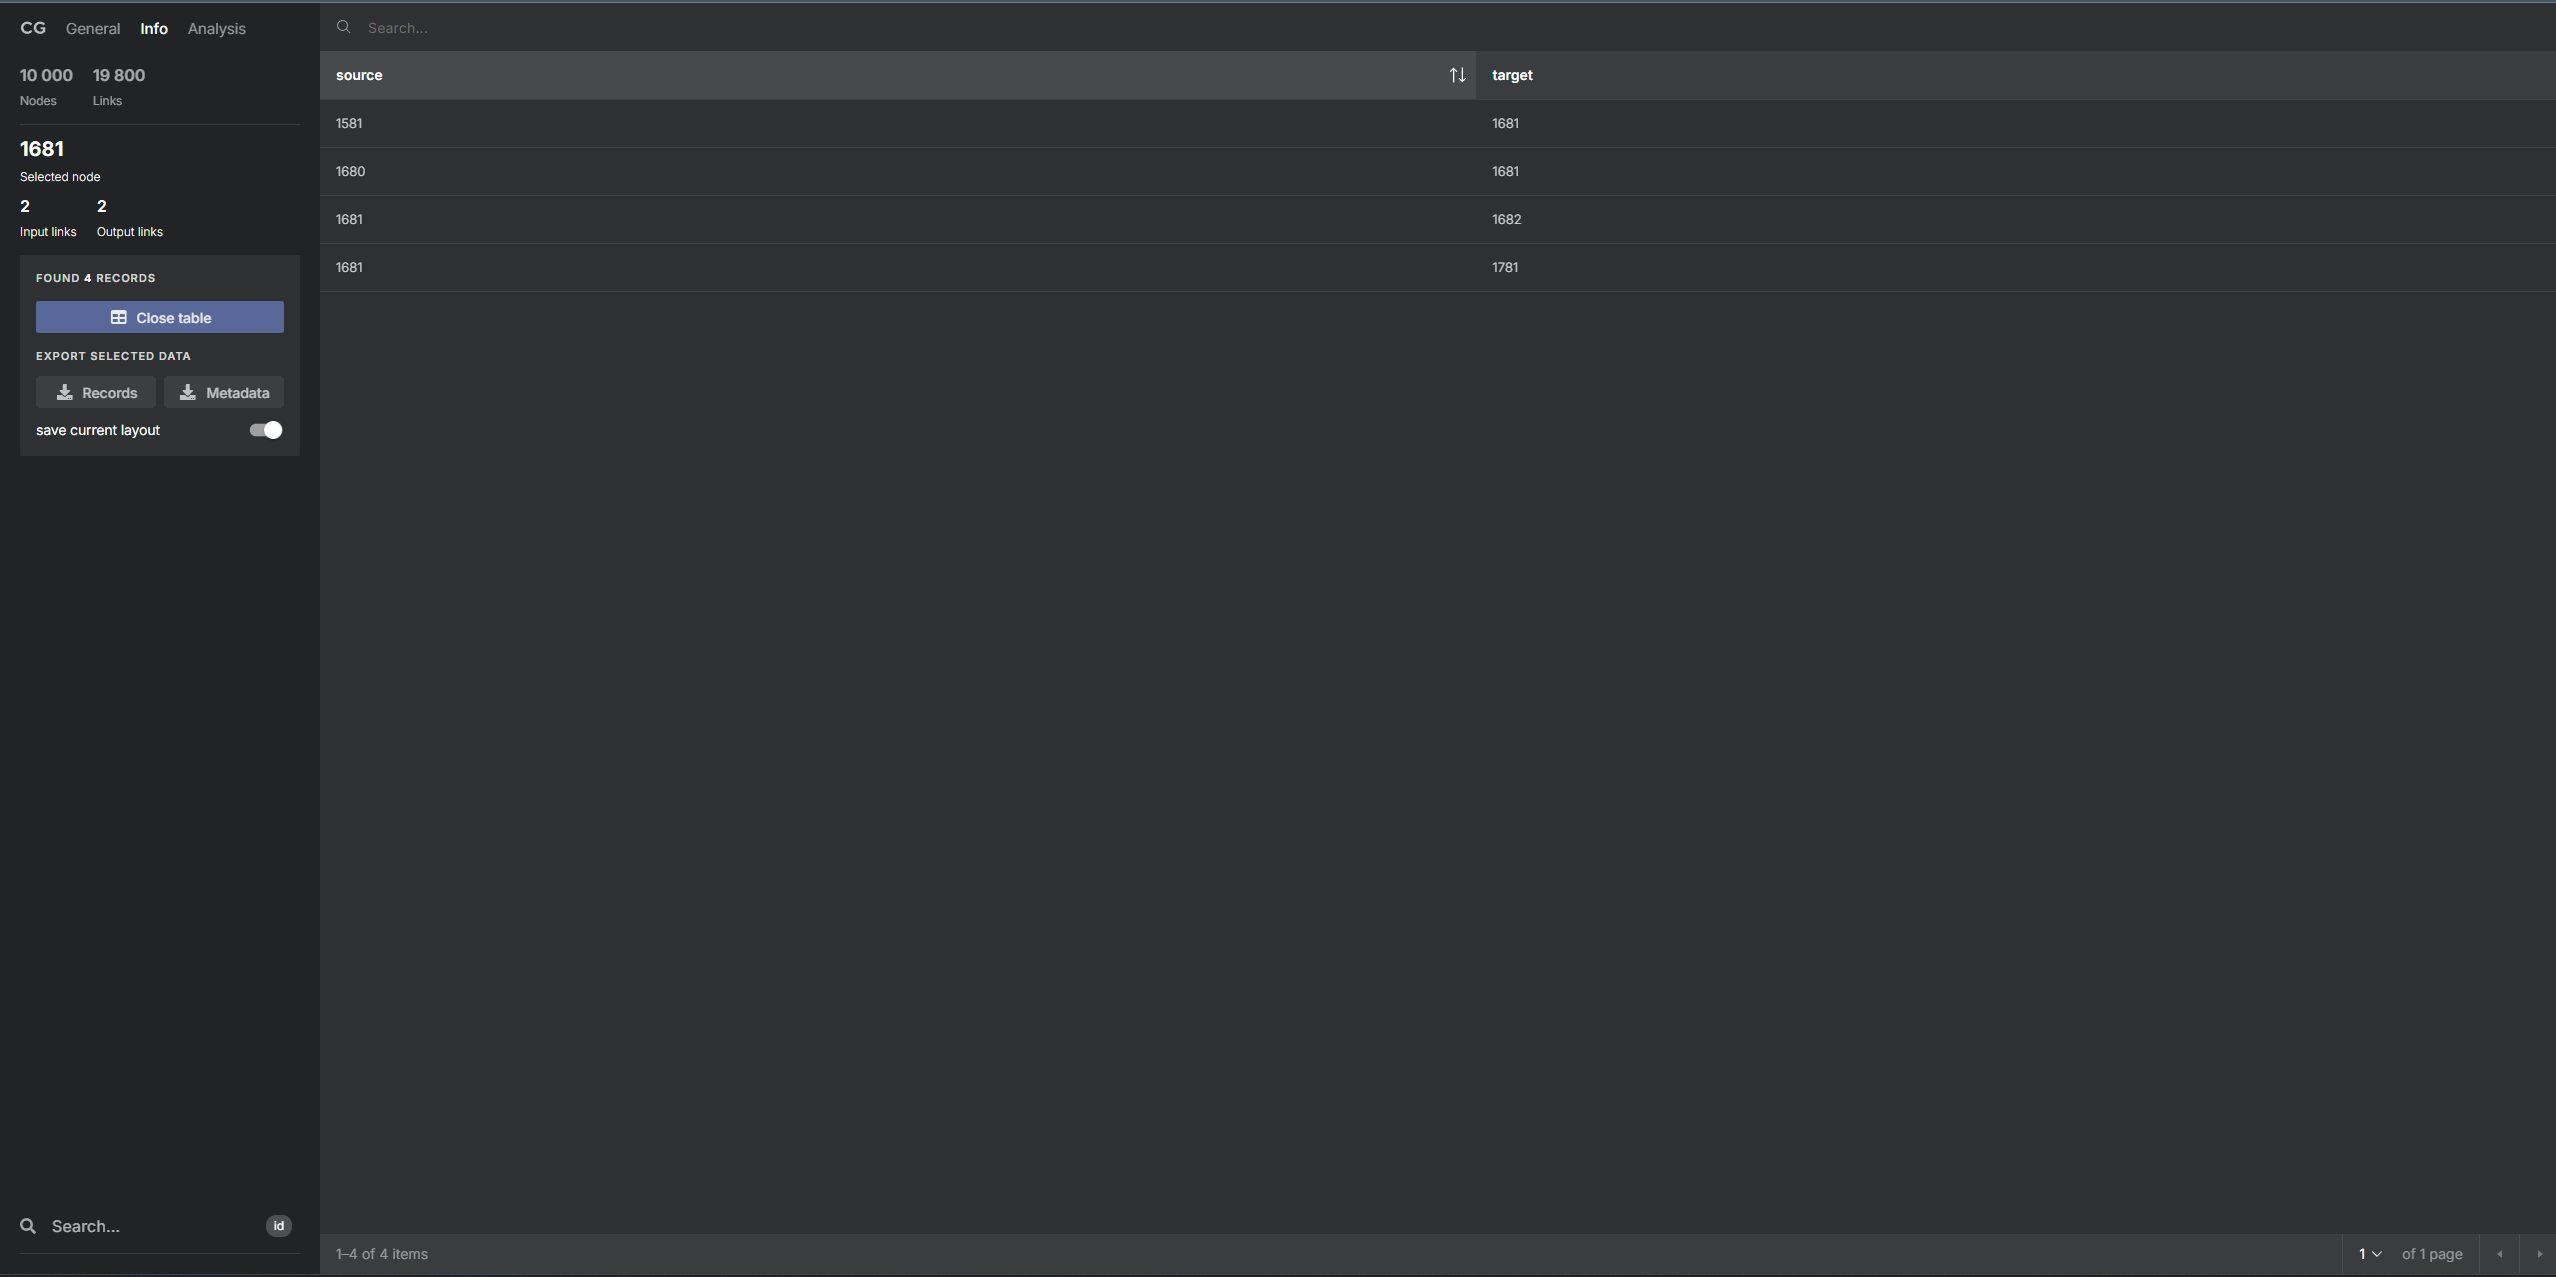 CG General Info Analysis
10 000 19 800
Nodes Links
1681
Selected node
2 2
Input links Output links
FOUND 4 RECORDS
Close table
EXPORT SELECTED DATA
Records Metadata
save current layout
Search... id
Search...
source target
1581 1681
1680 1681
1681 1682
1681 1781
1–4 of 4 items 1 of 1 page